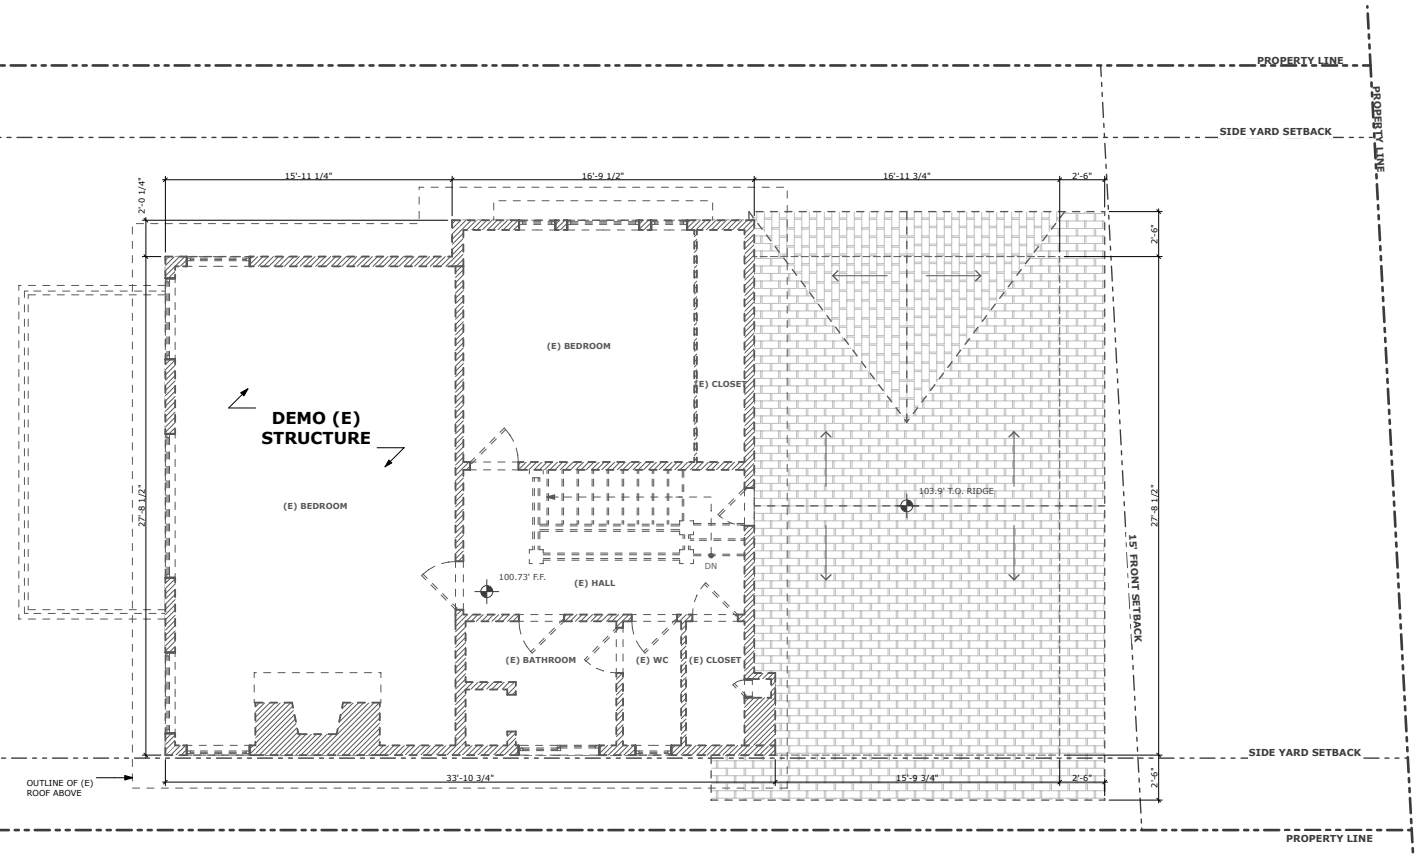 PROPERTY LINE
PROPERTY LINE
SIDE YARD SETBACK
15'-11 1/4"
16'-9 1/2"
16'-11 3/4"
2'-6"
2'-0 1/4"
2'-6"
(E) BEDROOM
(E) CLOSET
DEMO (E)
STRUCTURE
(E) BEDROOM
27'-8 1/2"
103.9' T.O. RIDGE
27'-8 1/2"
DN
100.73' F.F.
(E) HALL
15' FRONT SETBACK
(E) BATHROOM
(E) WC
(E) CLOSET
SIDE YARD SETBACK
OUTLINE OF (E)
ROOF ABOVE
33'-10 3/4"
15'-9 3/4"
2'-6"
2'-6"
PROPERTY LINE